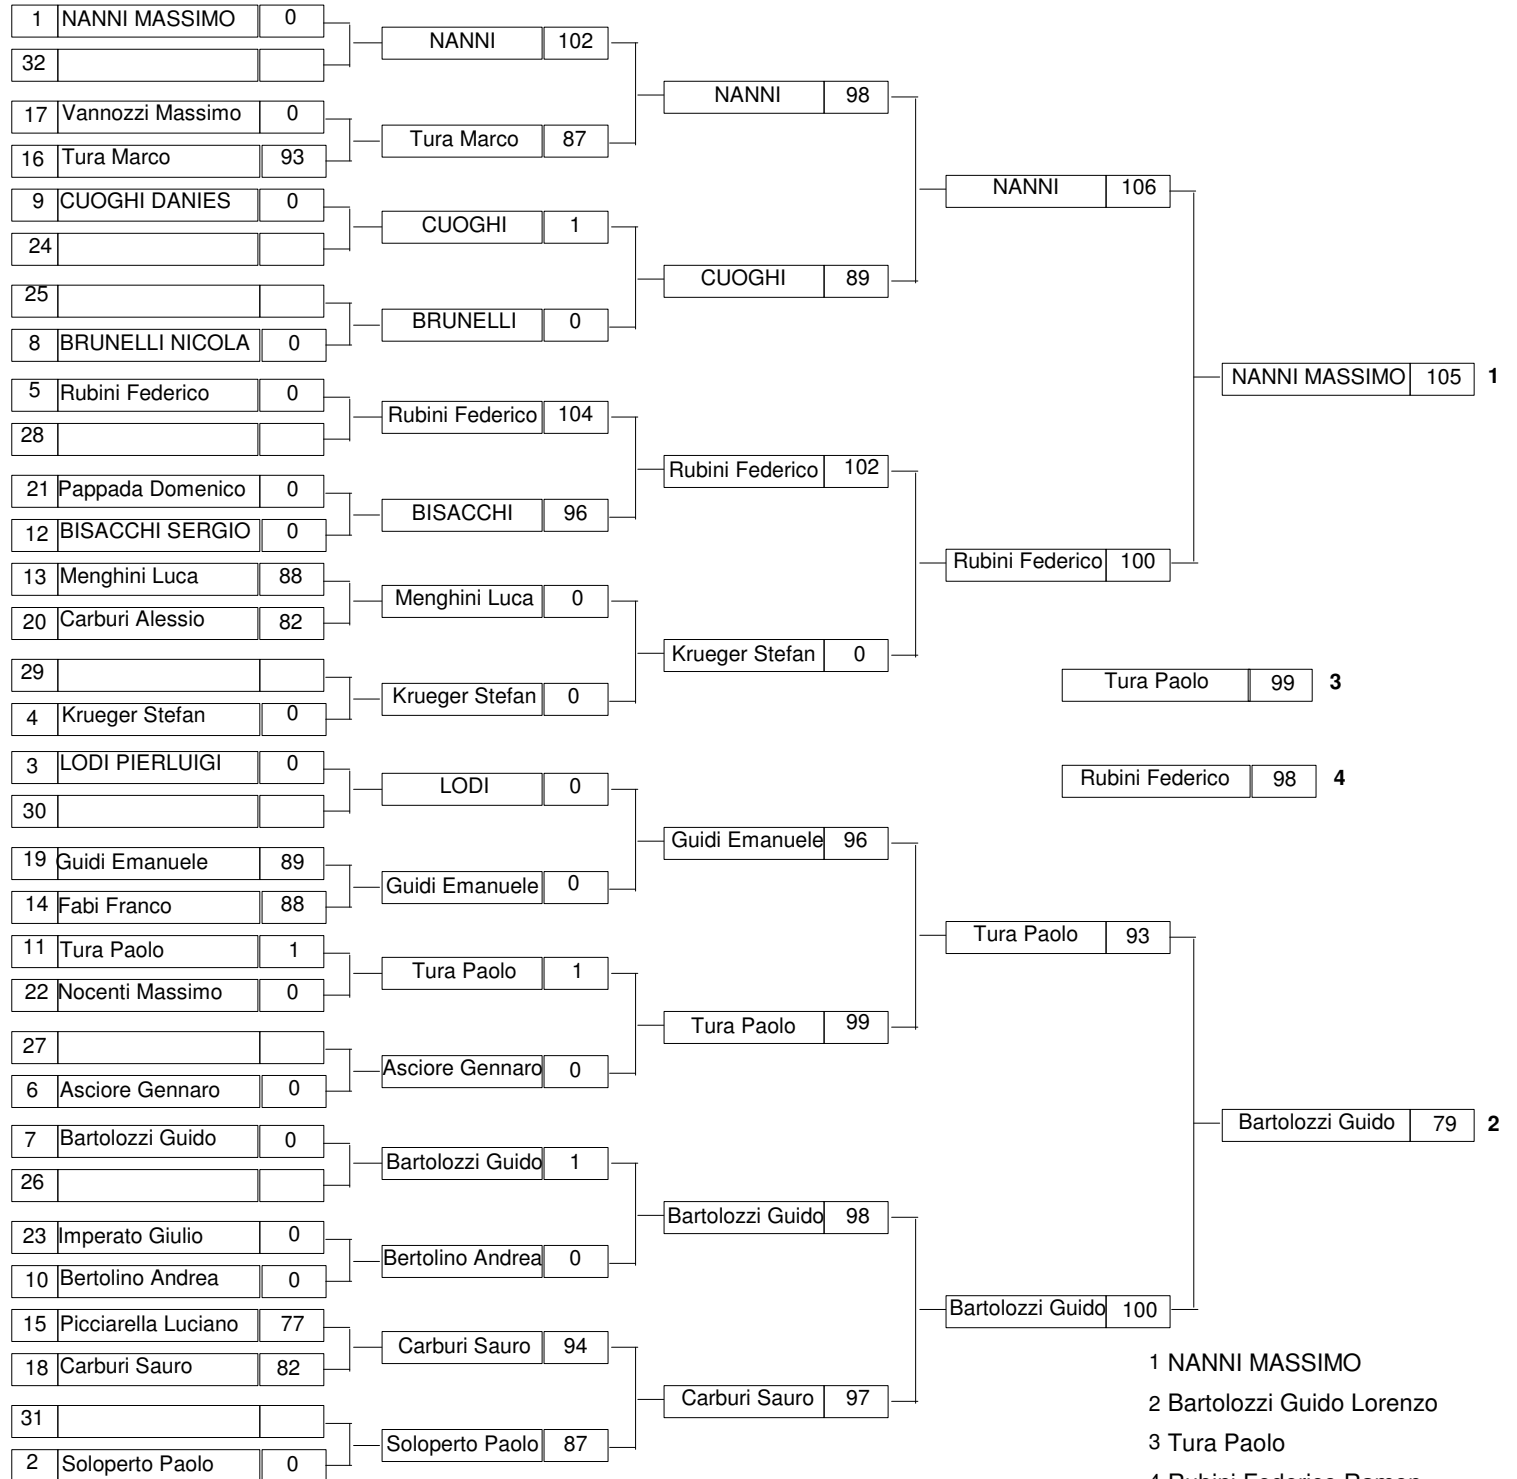 1 NANNI MASSIMO 0
32
17 Vannozzi Massimo 0
16 Tura Marco 93
9 CUOGHI DANIES 0
24
25
8 BRUNELLI NICOLA 0
5 Rubini Federico 0
28
21 Pappada Domenico 0
12 BISACCHI SERGIO 0
13 Menghini Luca 88
20 Carburi Alessio 82
29
4 Krueger Stefan 0
3 LODI PIERLUIGI 0
30
19 Guidi Emanuele 89
14 Fabi Franco 88
11 Tura Paolo 1
22 Nocenti Massimo 0
27
6 Asciore Gennaro 0
7 Bartolozzi Guido 0
26
23 Imperato Giulio 0
10 Bertolino Andrea 0
15 Picciarella Luciano 77
18 Carburi Sauro 82
31
2 Soloperto Paolo 0
NANNI 102
Tura Marco 87
CUOGHI 1
BRUNELLI 0
Rubini Federico 104
BISACCHI 96
Menghini Luca 0
Krueger Stefan 0
LODI 0
Guidi Emanuele 0
Tura Paolo 1
Asciore Gennaro 0
Bartolozzi Guido 1
Bertolino Andrea 0
Carburi Sauro 94
Soloperto Paolo 87
NANNI 98
CUOGHI 89
Rubini Federico 102
Krueger Stefan 0
Guidi Emanuele 96
Tura Paolo 99
Bartolozzi Guido 98
Carburi Sauro 97
NANNI 106
Rubini Federico 100
Tura Paolo 93
Bartolozzi Guido 100
NANNI MASSIMO 105 1
Tura Paolo 99 3
Rubini Federico 98 4
Bartolozzi Guido 79 2
1 NANNI MASSIMO
2 Bartolozzi Guido Lorenzo
3 Tura Paolo
4 Rubini Federico Ramon